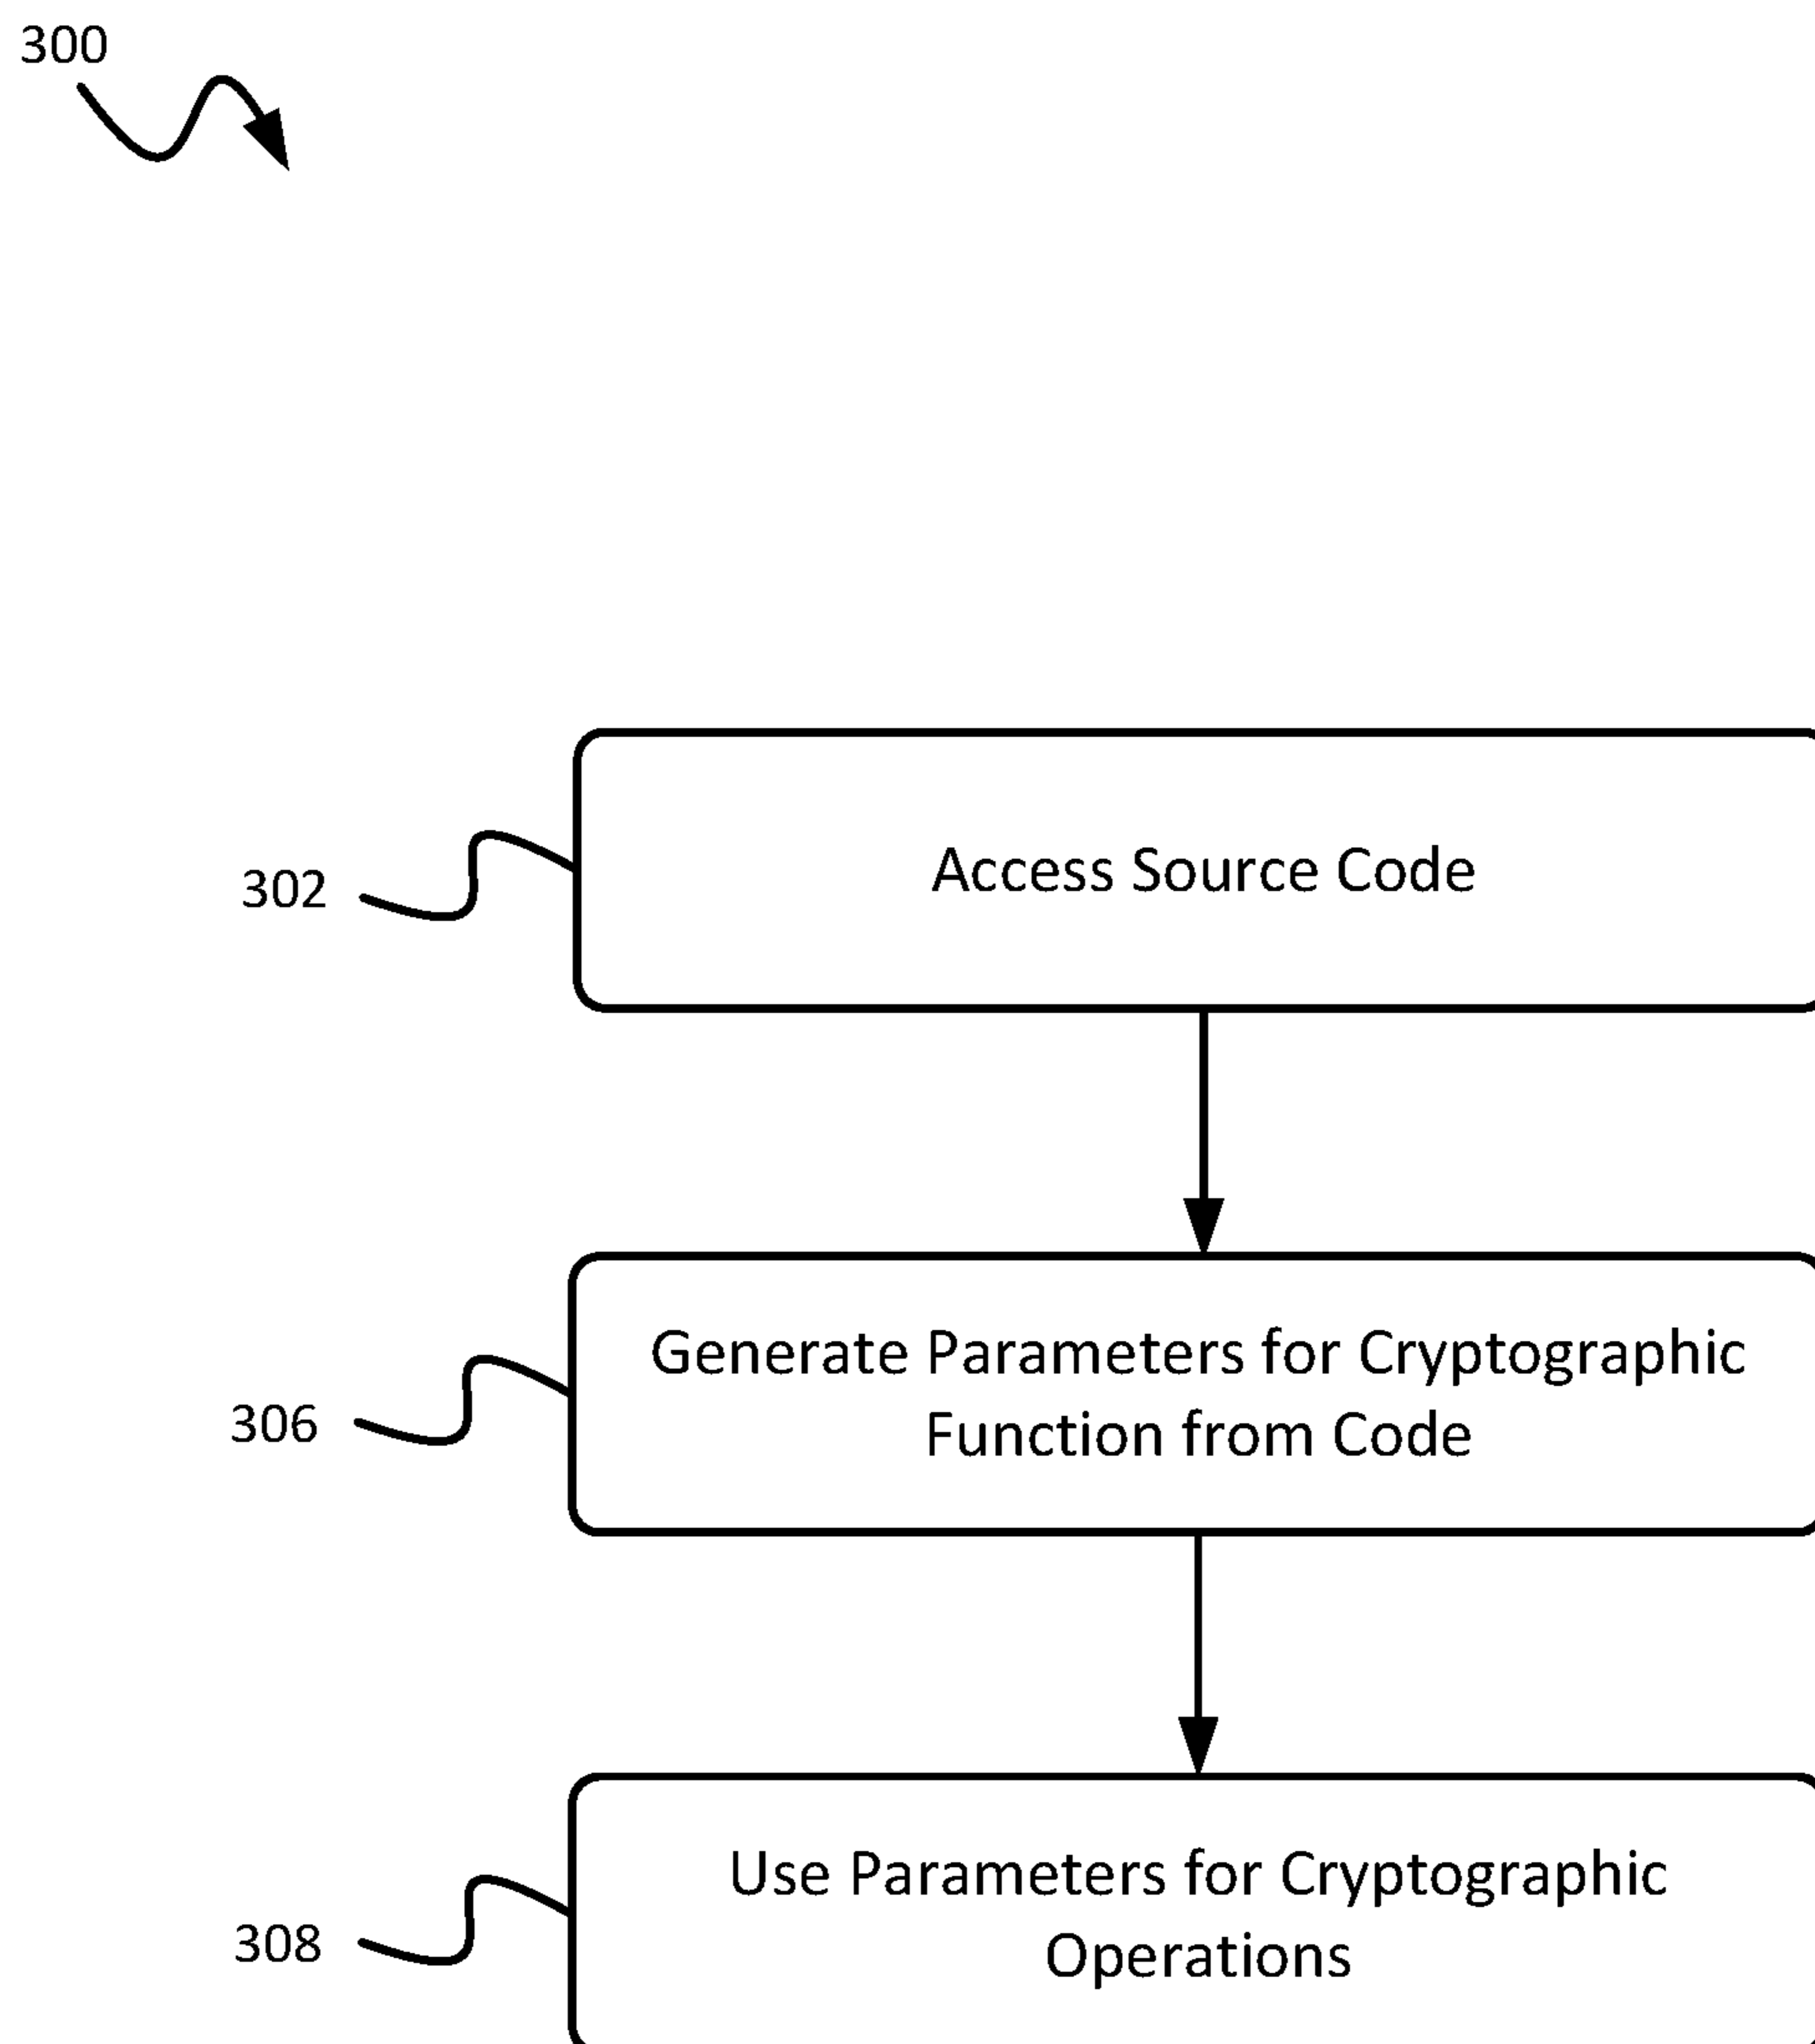 300
302
Access Source Code
306
Generate Parameters for Cryptographic
Function from Code
308
Use Parameters for Cryptographic
Operations